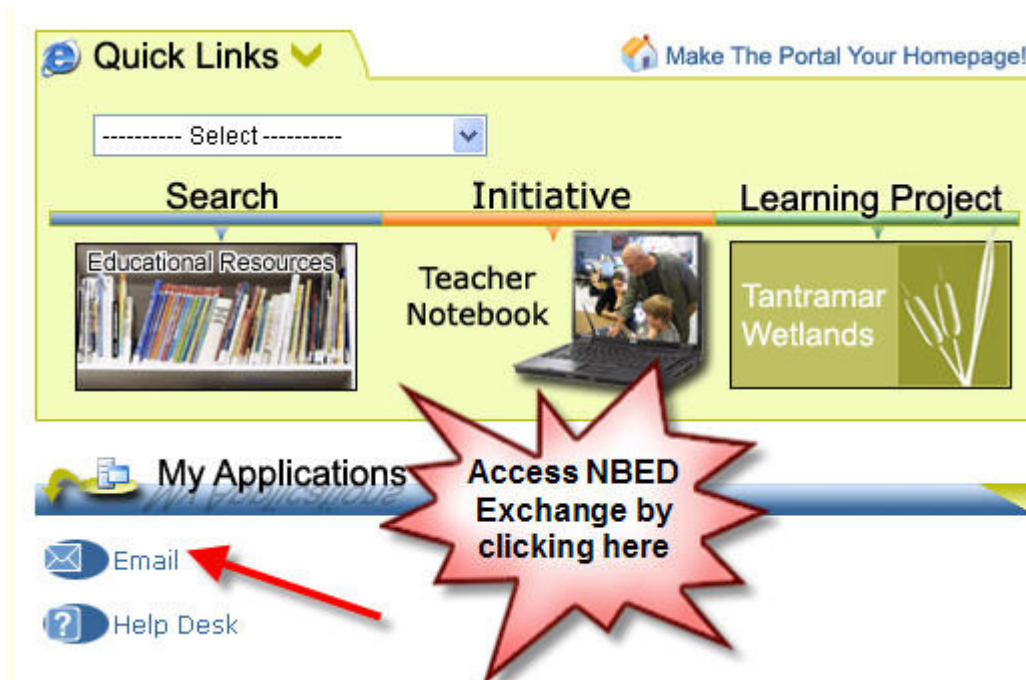 Quick Links
Make The Portal Your Homepage!
---------- Select ----------
Search
Initiative
Learning Project
Educational Resources
Teacher
Notebook
Tantramar
Wetlands
My Applications
Access NBED
Exchange by
clicking here
Email
Help Desk